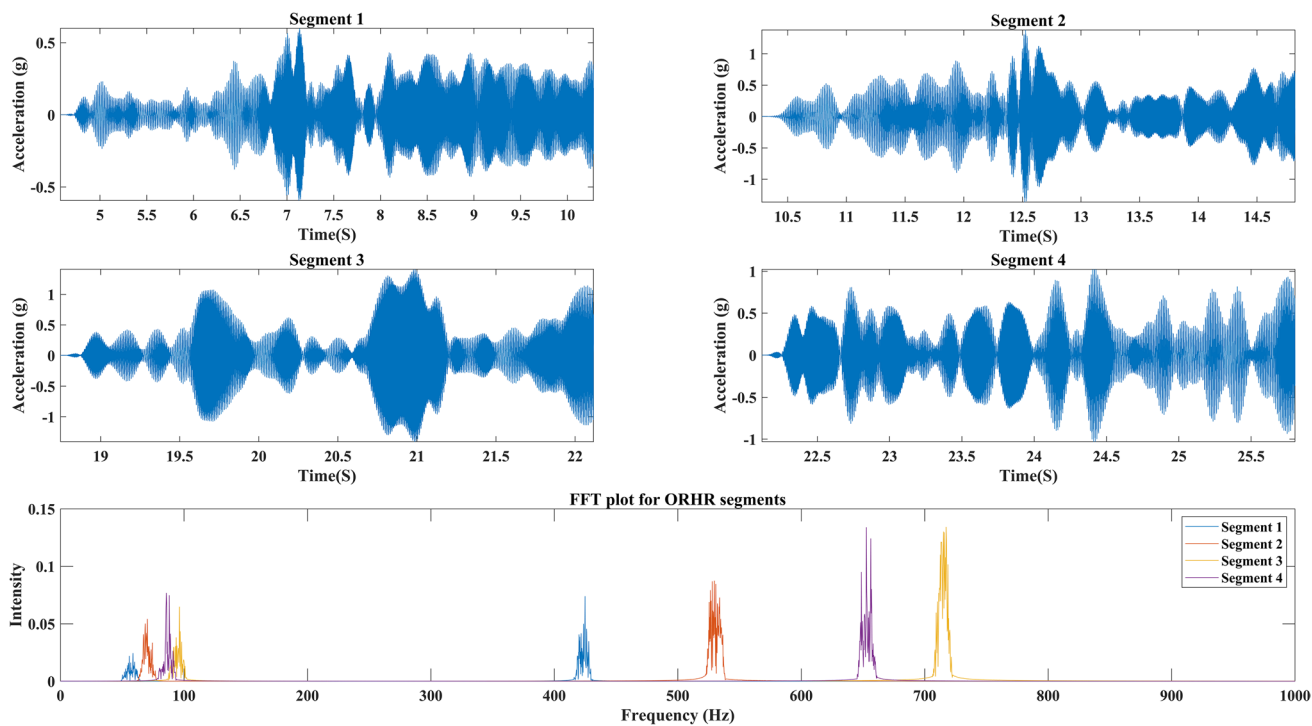 Segment 1
Acceleration (g)
0.5
0
-0.5
5 5.5 6 6.5 7 7.5 8 8.5 9 9.5 10
Time(S)
Segment 2
Acceleration (g)
1
0.5
0
-0.5
-1
10.5 11 11.5 12 12.5 13 13.5 14 14.5
Time(S)
Segment 3
Acceleration (g)
1
0.5
0
-0.5
-1
19 19.5 20 20.5 21 21.5 22
Time(S)
Segment 4
Acceleration (g)
1
0.5
0
-0.5
-1
22.5 23 23.5 24 24.5 25 25.5
Time(S)
FFT plot for ORHR segments
Intensity
0.15
0.1
0.05
0
0 100 200 300 400 500 600 700 800 900 1000
Frequency (Hz)
Segment 1
Segment 2
Segment 3
Segment 4